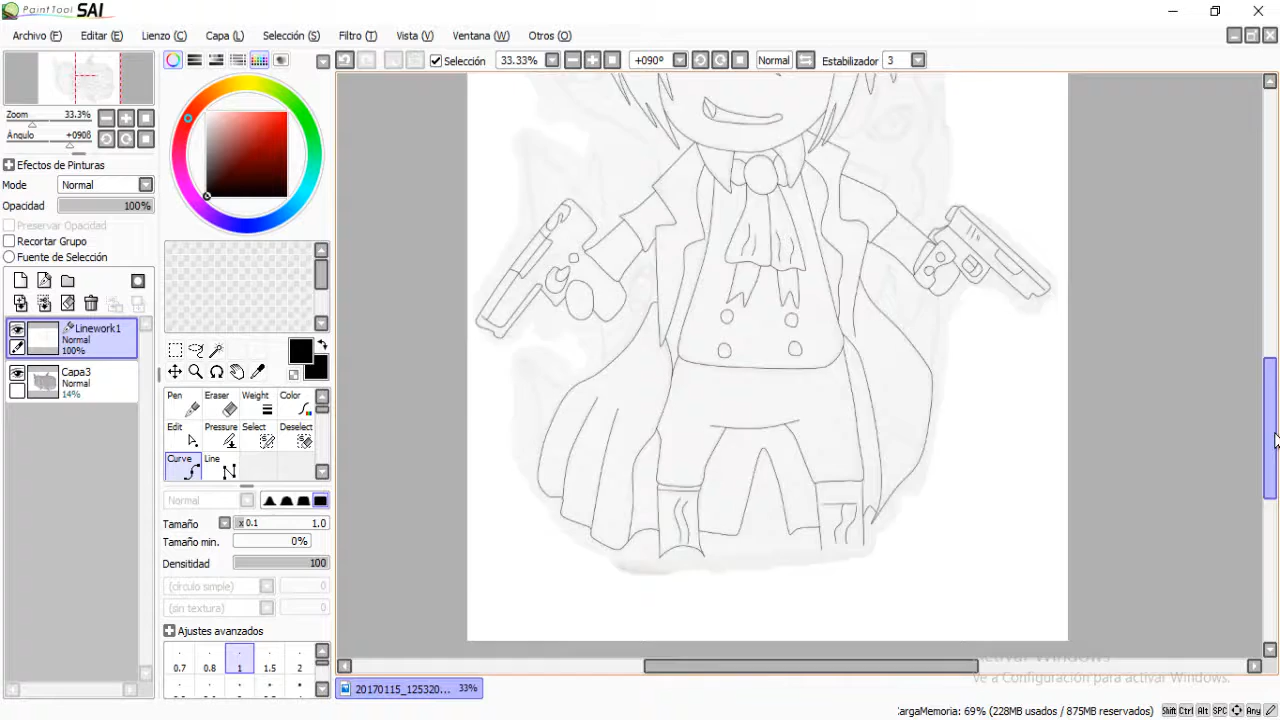 PaintTool SAI
Archivo (F) Editar (E) Lienzo (C) Capa (L) Selección (S) Filtro (T) Vista (V) Ventana (W) Otros (O)
Selección 33.33% +090º Normal Estabilizador 3
Zoom 33.3%
Ángulo +090ß
Efectos de Pinturas
Mode Normal
Opacidad 100%
Preservar Opacidad
Recortar Grupo
Fuente de Selección
Linework1
Normal
100%
Capa3
Normal
14%
Pen Eraser Weight Color
Edit Pressure Select Deselect
Curve Line
Normal
Tamaño x 0.1 1.0
Tamaño min. 0%
Densitidad 100
(círculo simple) 0
(sin textura) 0
Ajustes avanzados
0.7 0.8 1 1.5 2
20170115_125320... 33%
Activar Windows
Ve a Configuración para activar Windows.
CargaMemoria: 69% (228MB usados / 875MB reservados) Shift Ctrl Alt SPC Any